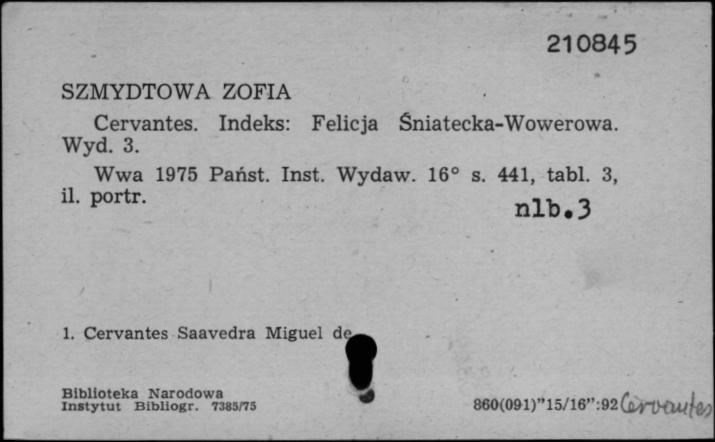 210845
SZMYDTOWA ZOFIA
Cervantes. Indeks: Felicja Śniatecka-Wowerowa.
Wyd. 3.
Wwa 1975 Państ. Inst. Wydaw. 16° s. 441, tabl. 3,
il. portr.
nlb.3
1. Cervantes Saavedra Miguel de
Biblioteka Narodowa
Instytut Bibliogr. 7385/75
860(091)"15/16":92 Cervantes